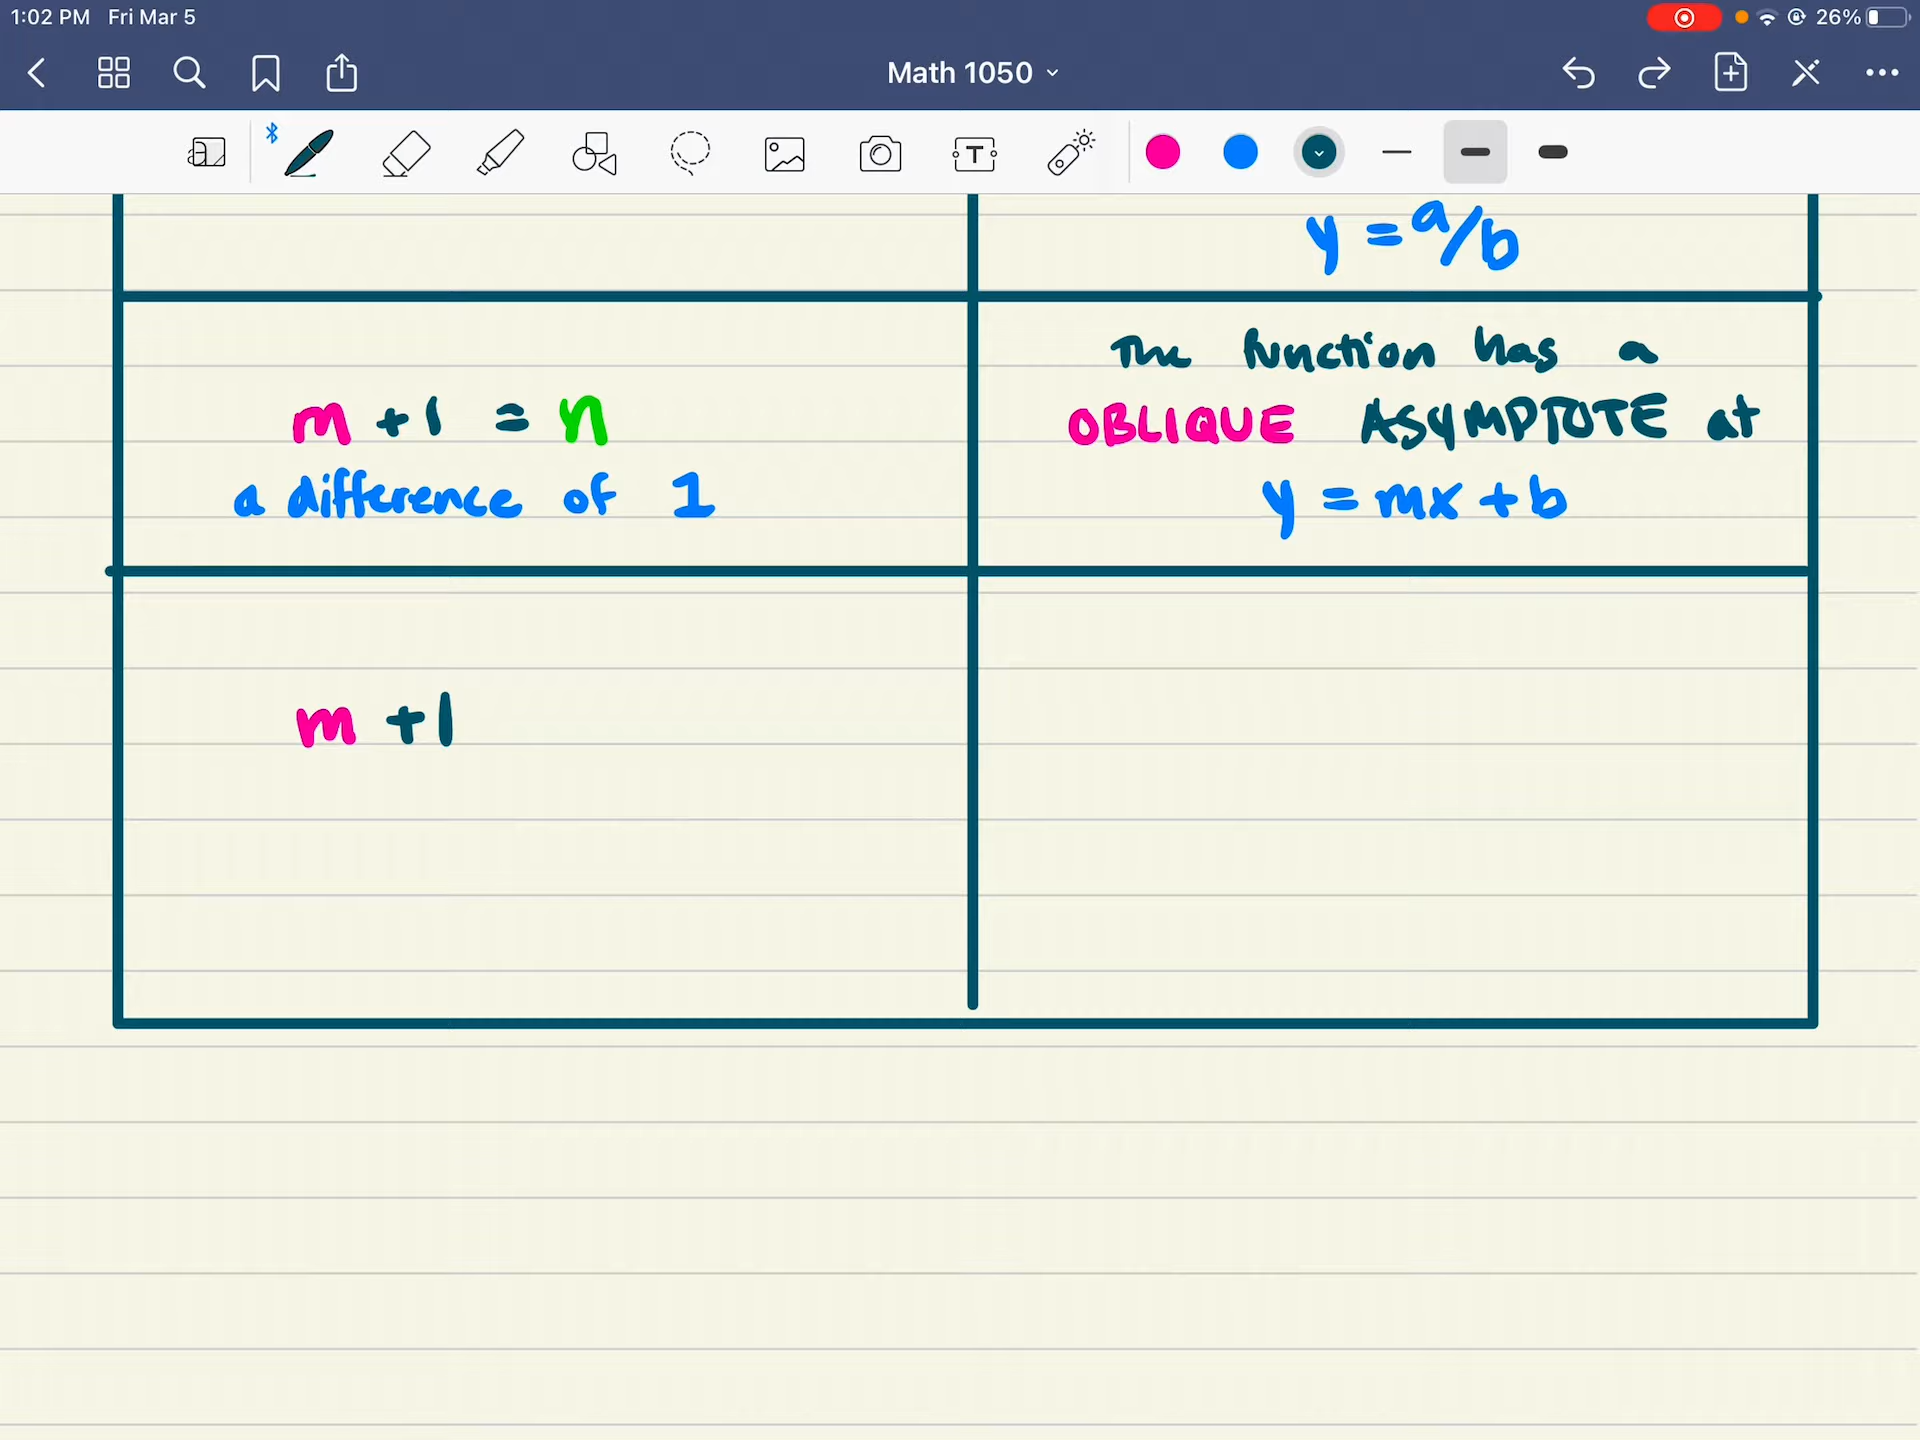 1:02 PM Fri Mar 5
26%
Math 1050
T
y = a/b
The function has a
m + 1 = n
OBLIQUE ASYMPTOTE at
a difference of 1
y = mx + b
m + 1